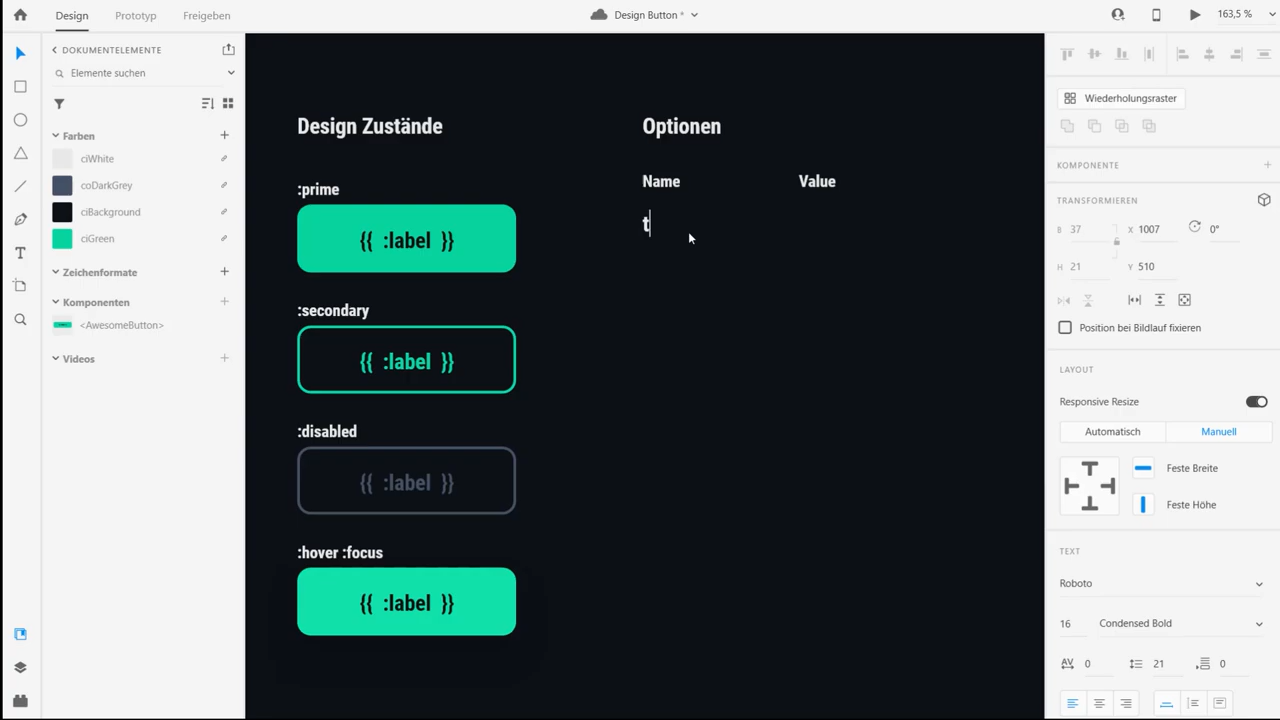 Design
Prototyp
Freigeben
Design Button *
163,5 %
DOKUMENTELEMENTE
Elemente suchen
Farben
ciWhite
coDarkGrey
ciBackground
ciGreen
Zeichenformate
Komponenten
<AwesomeButton>
Videos
Design Zustände
:prime
{{ :label }}
:secondary
{{ :label }}
:disabled
{{ :label }}
:hover :focus
{{ :label }}
Optionen
Name Value
t
Wiederholungsraster
KOMPONENTE
TRANSFORMIEREN
B 37 X 1007 0°
H 21 Y 510
Position bei Bildlauf fixieren
LAYOUT
Responsive Resize
Automatisch Manuell
Feste Breite
Feste Höhe
TEXT
Roboto
16 Condensed Bold
AV 0 21 0